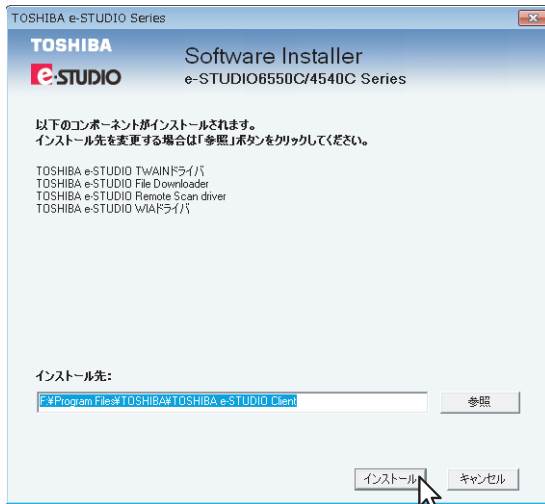 TOSHIBA e-STUDIO Series
TOSHIBA
e-STUDIO
Software Installer
e-STUDIO6550C/4540C Series
以下のコンポーネントがインストールされます。
インストール先を変更する場合は「参照」ボタンをクリックしてください。
TOSHIBA e-STUDIO TWAINドライバ
TOSHIBA e-STUDIO File Downloader
TOSHIBA e-STUDIO Remote Scan driver
TOSHIBA e-STUDIO WIAドライバ
インストール先:
F:¥Program Files¥TOSHIBA¥TOSHIBA e-STUDIO Client
参照
インストール
キャンセル